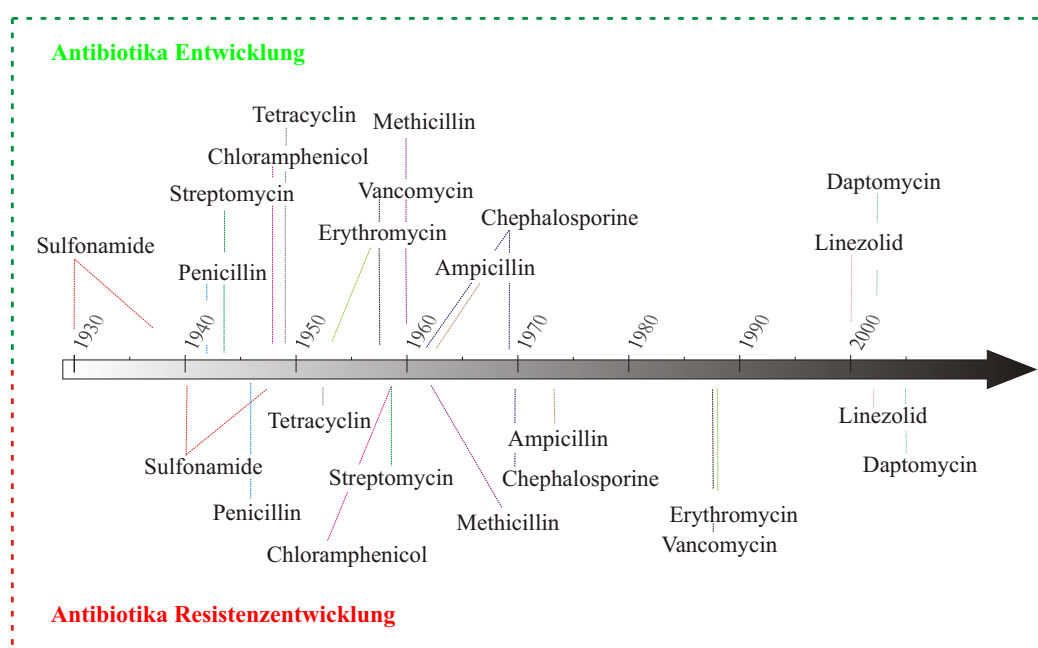 Antibiotika Entwicklung
Tetracyclin
Methicillin
Chloramphenicol
Streptomycin
Vancomycin
Daptomycin
Chephalosporine
Erythromycin
Sulfonamide
Linezolid
Penicillin
Ampicillin
1930
1940
1950
1960
1970
1980
1990
2000
Tetracyclin
Linezolid
Ampicillin
Sulfonamide
Daptomycin
Streptomycin
Chephalosporine
Penicillin
Methicillin
Erythromycin
Vancomycin
Chloramphenicol
Antibiotika Resistenzentwicklung